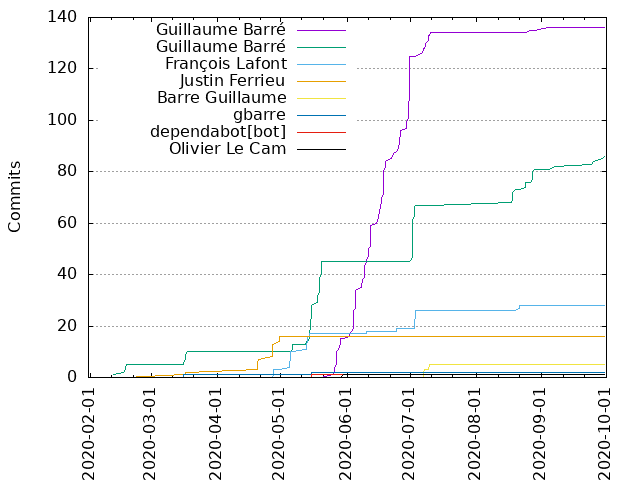 140
120
100
80
60
40
20
0
Commits
Guillaume Barré
Guillaume Barré
François Lafont
Justin Ferrieu
Barre Guillaume
gbarre
dependabot[bot]
Olivier Le Cam
2020-02-01
2020-03-01
2020-04-01
2020-05-01
2020-06-01
2020-07-01
2020-08-01
2020-09-01
2020-10-01